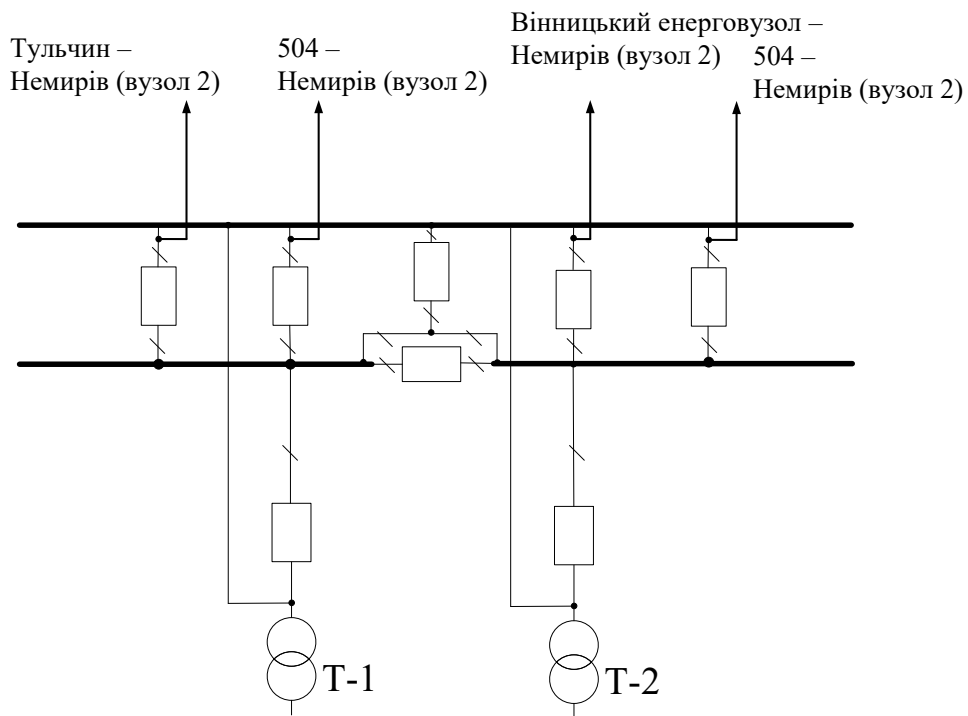 Тульчин –
Немирів (вузол 2)
504 –
Немирів (вузол 2)
Вінницький енерговузол –
Немирів (вузол 2)
504 –
Немирів (вузол 2)
Т-1
Т-2